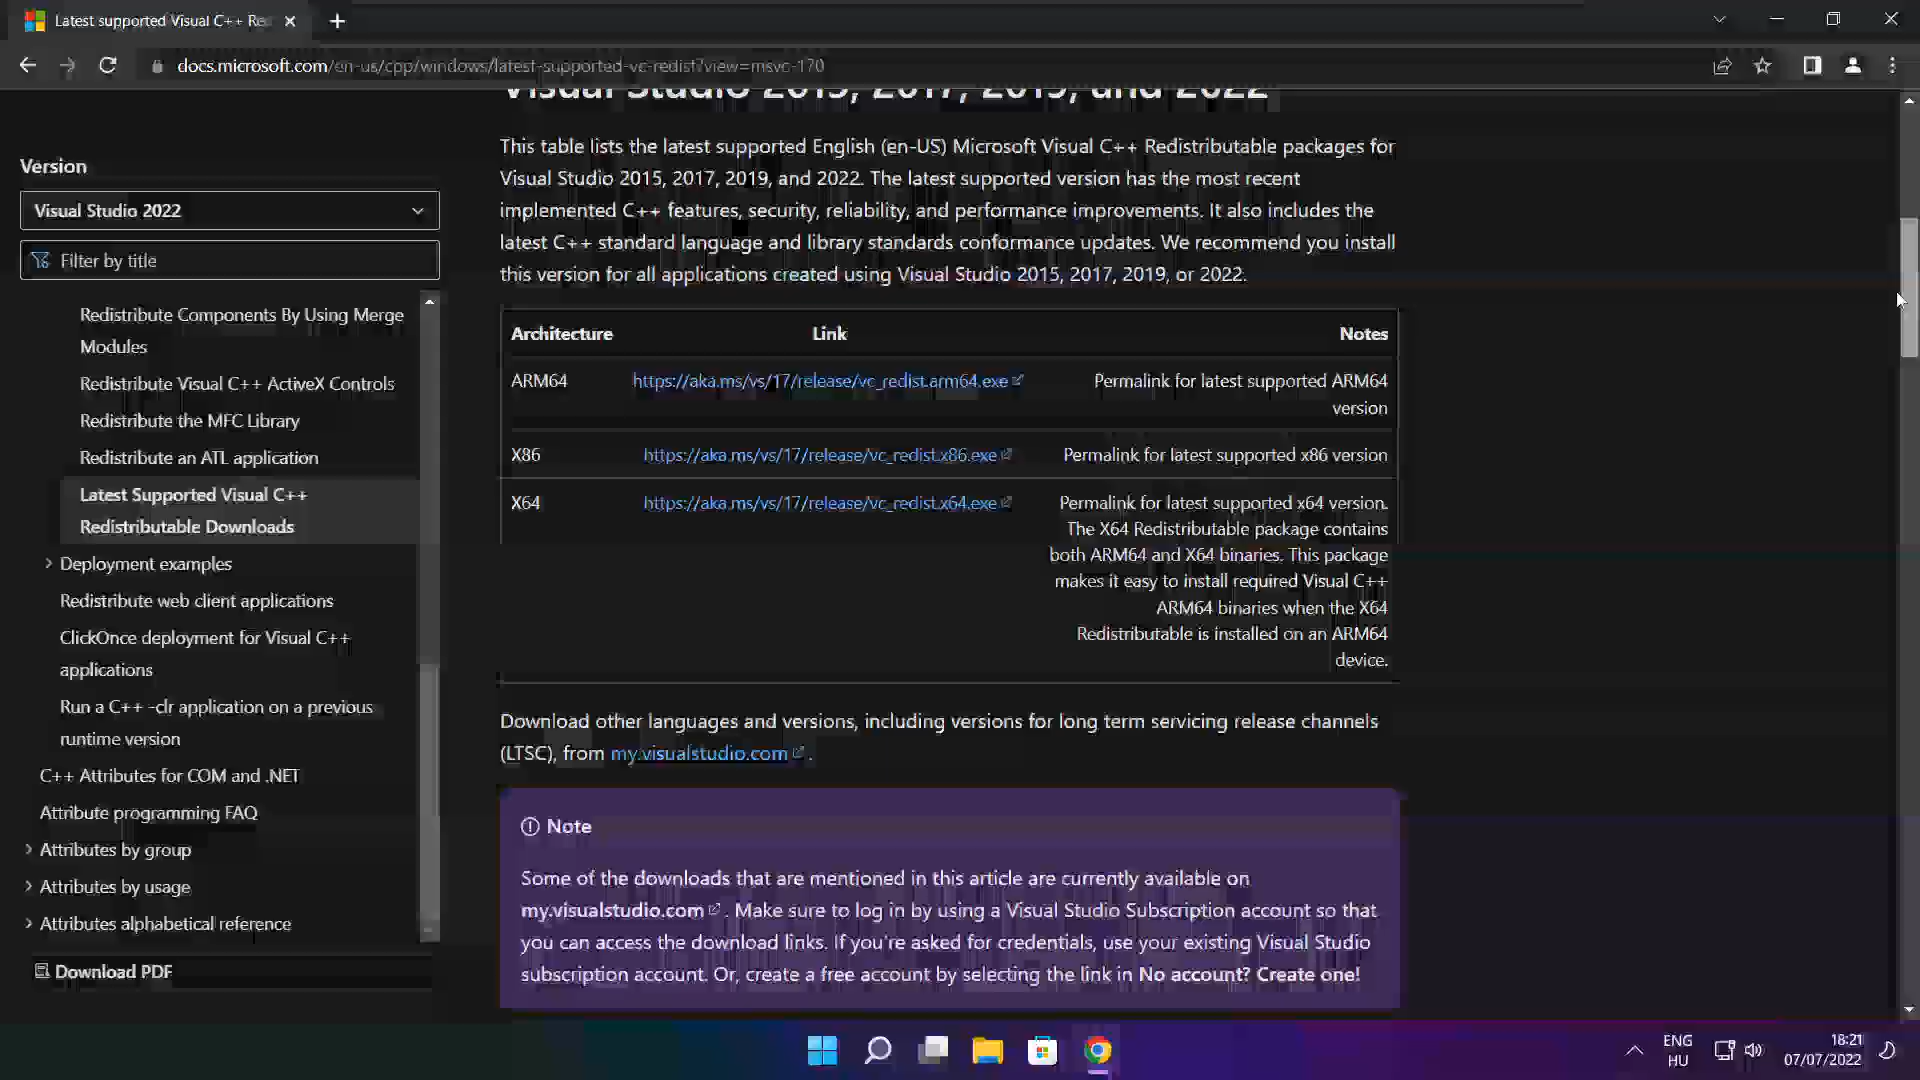 Latest supported Visual C++ Re
docs.microsoft.com/en-us/cpp/windows/latest-supported-vc-redist?view=msvc-170
Visual Studio 2015, 2017, 2019, and 2022
Version
Visual Studio 2022
Filter by title
Redistribute Components By Using Merge
Modules
Redistribute Visual C++ ActiveX Controls
Redistribute the MFC Library
Redistribute an ATL application
Latest Supported Visual C++
Redistributable Downloads
Deployment examples
Redistribute web client applications
ClickOnce deployment for Visual C++
applications
Run a C++ -clr application on a previous
runtime version
C++ Attributes for COM and .NET
Attribute programming FAQ
Attributes by group
Attributes by usage
Attributes alphabetical reference
Download PDF
This table lists the latest supported English (en-US) Microsoft Visual C++ Redistributable packages for
Visual Studio 2015, 2017, 2019, and 2022. The latest supported version has the most recent
implemented C++ features, security, reliability, and performance improvements. It also includes the
latest C++ standard language and library standards conformance updates. We recommend you install
this version for all applications created using Visual Studio 2015, 2017, 2019, or 2022.
Architecture Link Notes
ARM64 https://aka.ms/vs/17/release/vc_redist.arm64.exe Permalink for latest supported ARM64
version
X86 https://aka.ms/vs/17/release/vc_redist.x86.exe Permalink for latest supported x86 version
X64 https://aka.ms/vs/17/release/vc_redist.x64.exe Permalink for latest supported x64 version.
The X64 Redistributable package contains
both ARM64 and X64 binaries. This package
makes it easy to install required Visual C++
ARM64 binaries when the X64
Redistributable is installed on an ARM64
device.
Download other languages and versions, including versions for long term servicing release channels
(LTSC), from my.visualstudio.com .
Note
Some of the downloads that are mentioned in this article are currently available on
my.visualstudio.com . Make sure to log in by using a Visual Studio Subscription account so that
you can access the download links. If you're asked for credentials, use your existing Visual Studio
subscription account. Or, create a free account by selecting the link in No account? Create one!
ENG
HU
18:21
07/07/2022